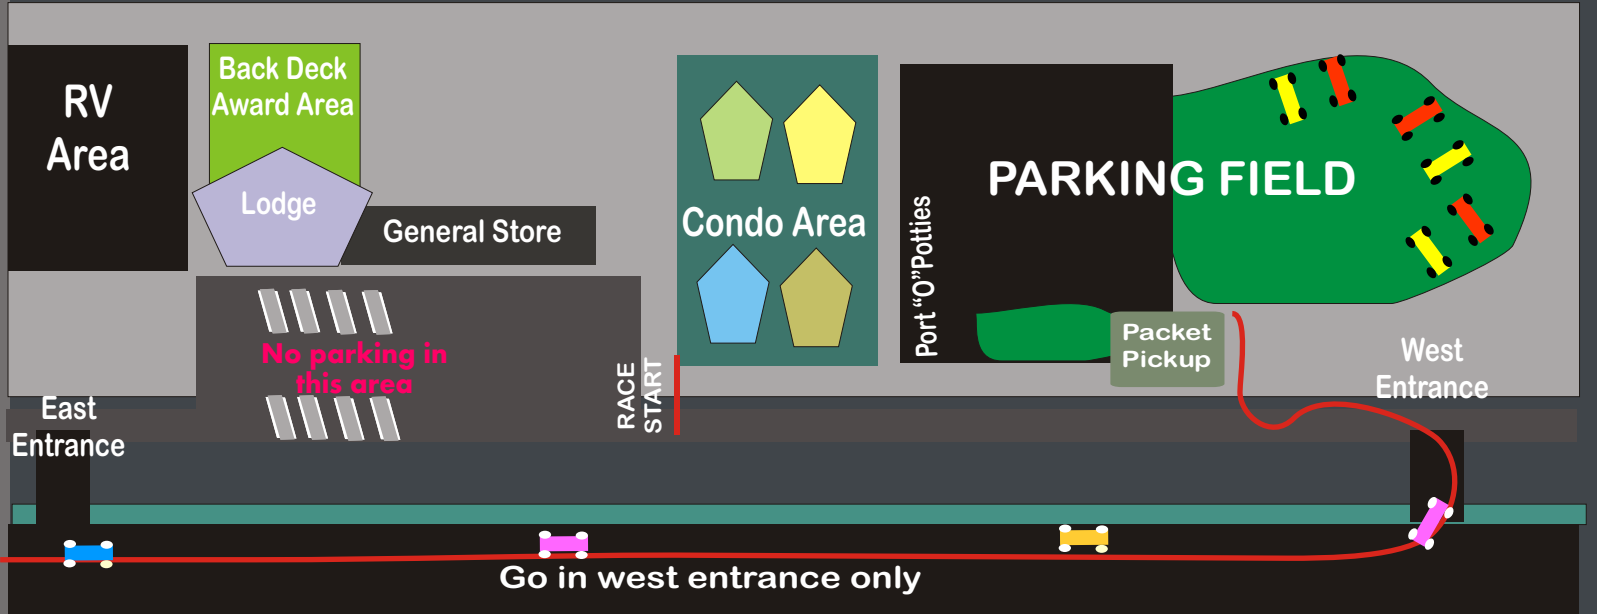 RV
Area
Back Deck
Award Area
Lodge
General Store
Condo Area
PARKING FIELD
Port “O”Potties
Packet
Pickup
No parking in
this area
RACE
START
West
Entrance
East
Entrance
Go in west entrance only